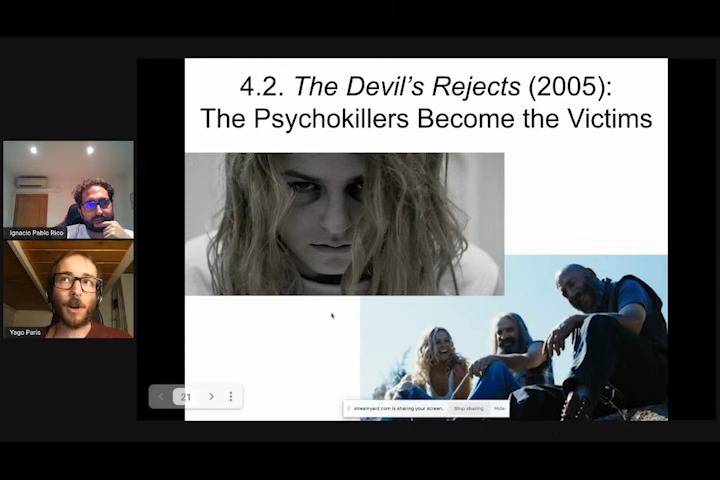 4.2. The Devil's Rejects (2005):
The Psychokillers Become the Victims
Ignacio Pablo Rico
Yago Paris
21
streamyard.com is sharing your screen.
Stop sharing
Hide